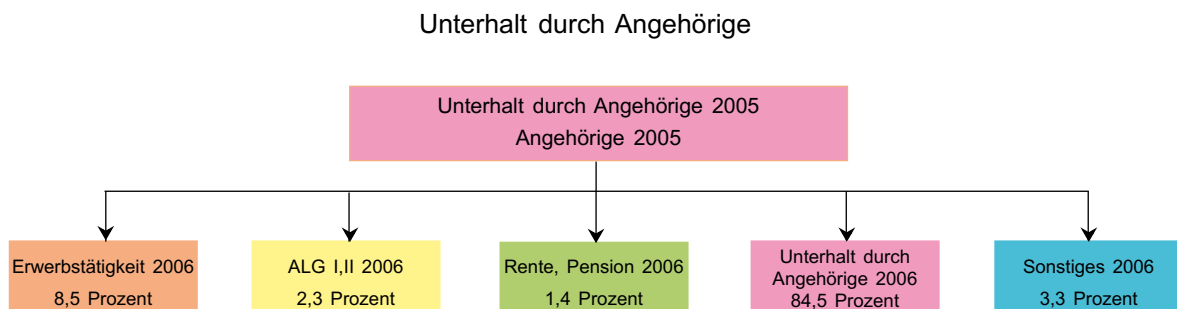 Unterhalt durch Angehörige
Unterhalt durch Angehörige 2005
Angehörige 2005
Erwerbstätigkeit 2006
8,5 Prozent
ALG I,II 2006
2,3 Prozent
Rente, Pension 2006
1,4 Prozent
Unterhalt durch
Angehörige 2006
84,5 Prozent
Sonstiges 2006
3,3 Prozent